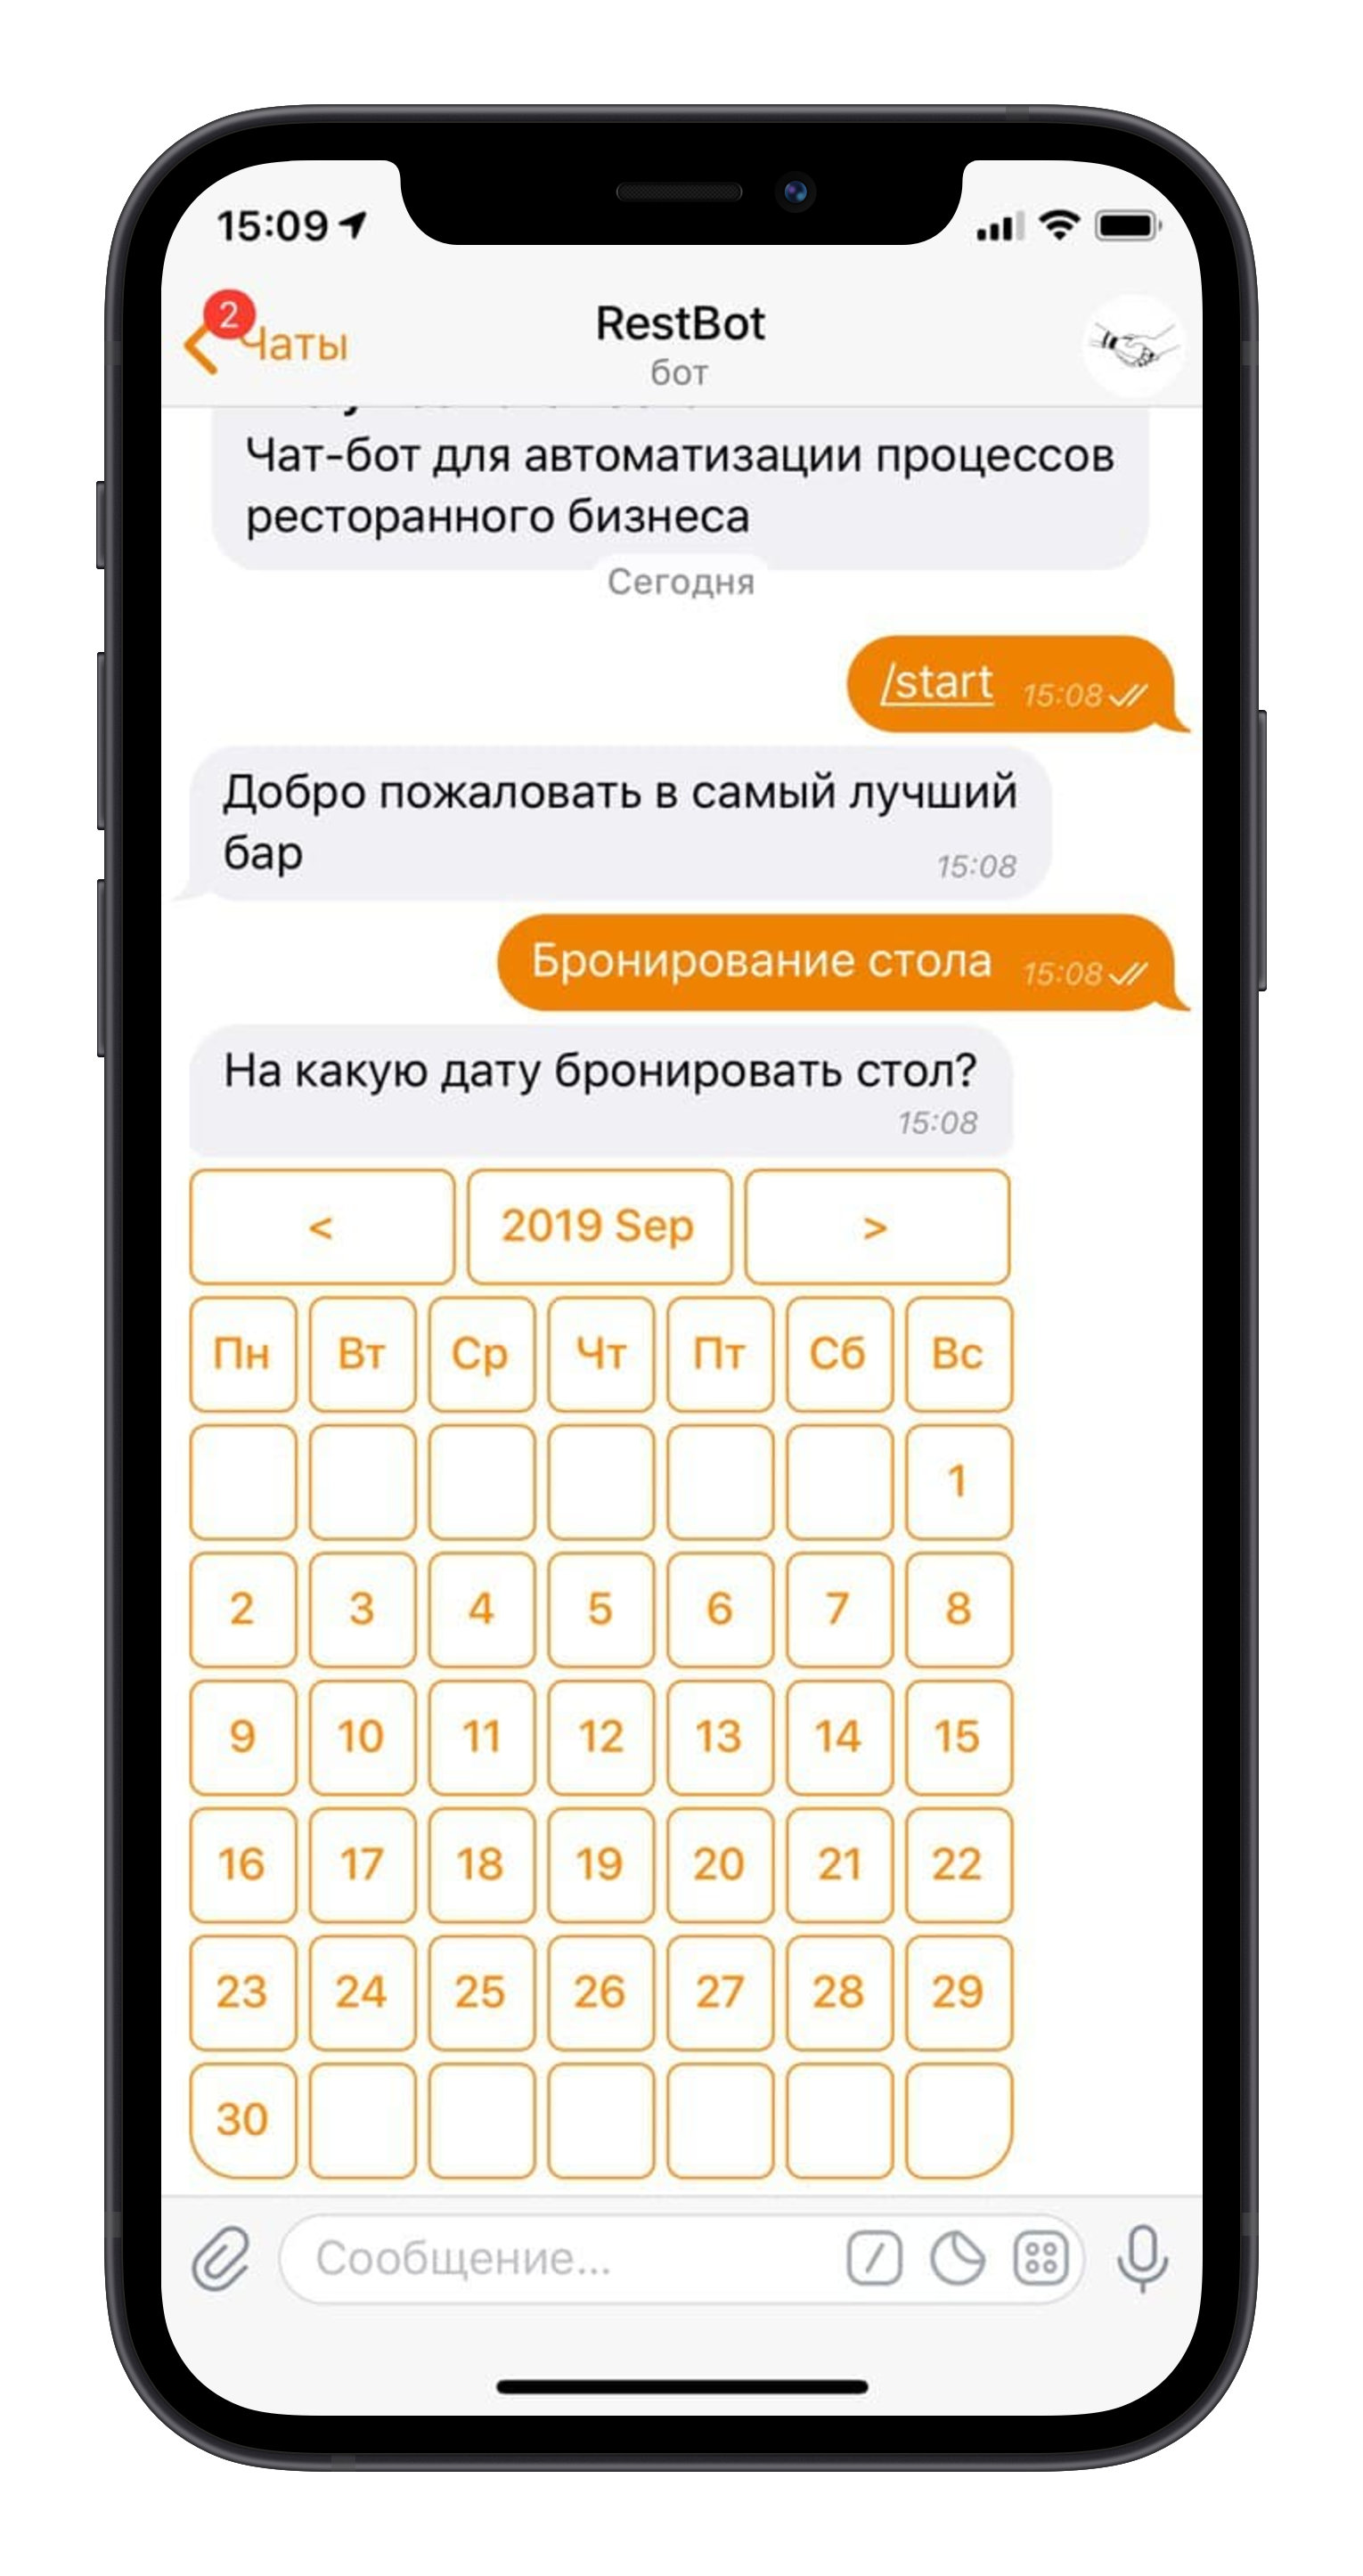 15:09
2
Чаты
RestBot
бот
Чат-бот для автоматизации процессов
ресторанного бизнеса
Сегодня
/start 15:08
Добро пожаловать в самый лучший
бар 15:08
Бронирование стола 15:08
На какую дату бронировать стол?
15:08
< 2019 Sep >
Пн Вт Ср Чт Пт Сб Вс
1
2 3 4 5 6 7 8
9 10 11 12 13 14 15
16 17 18 19 20 21 22
23 24 25 26 27 28 29
30
Сообщение...